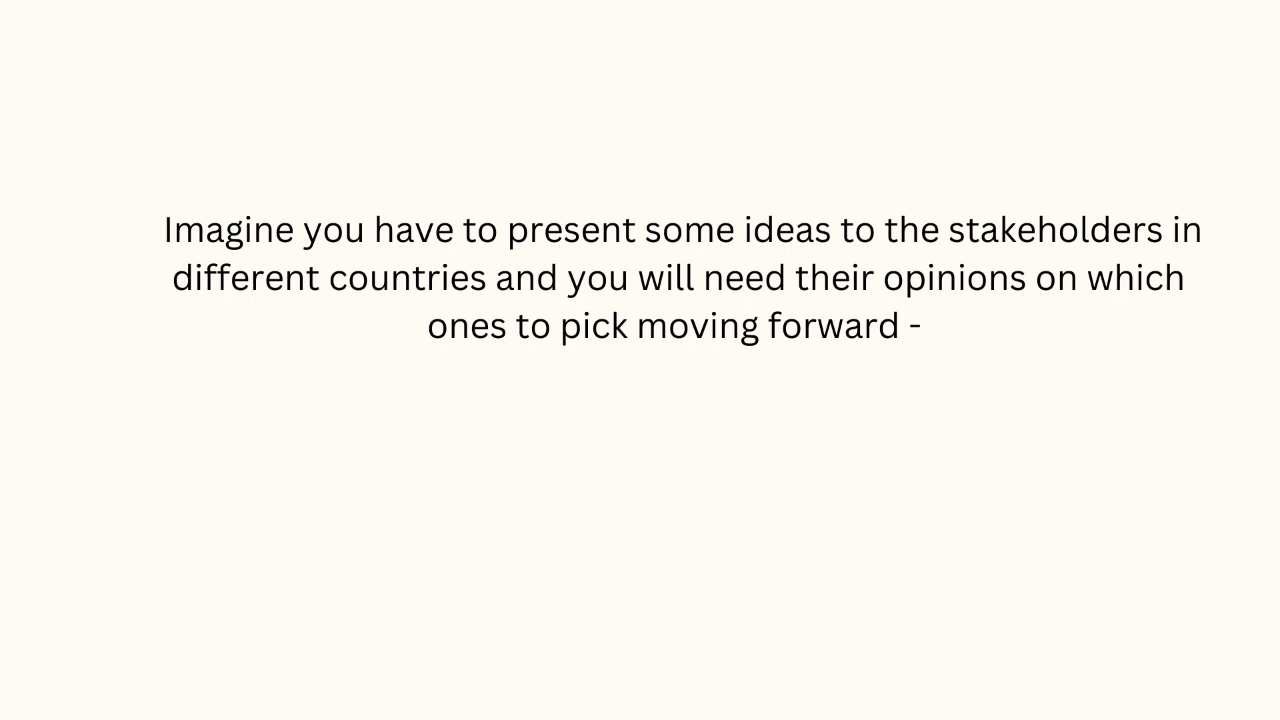 Imagine you have to present some ideas to the stakeholders in
different countries and you will need their opinions on which
ones to pick moving forward -